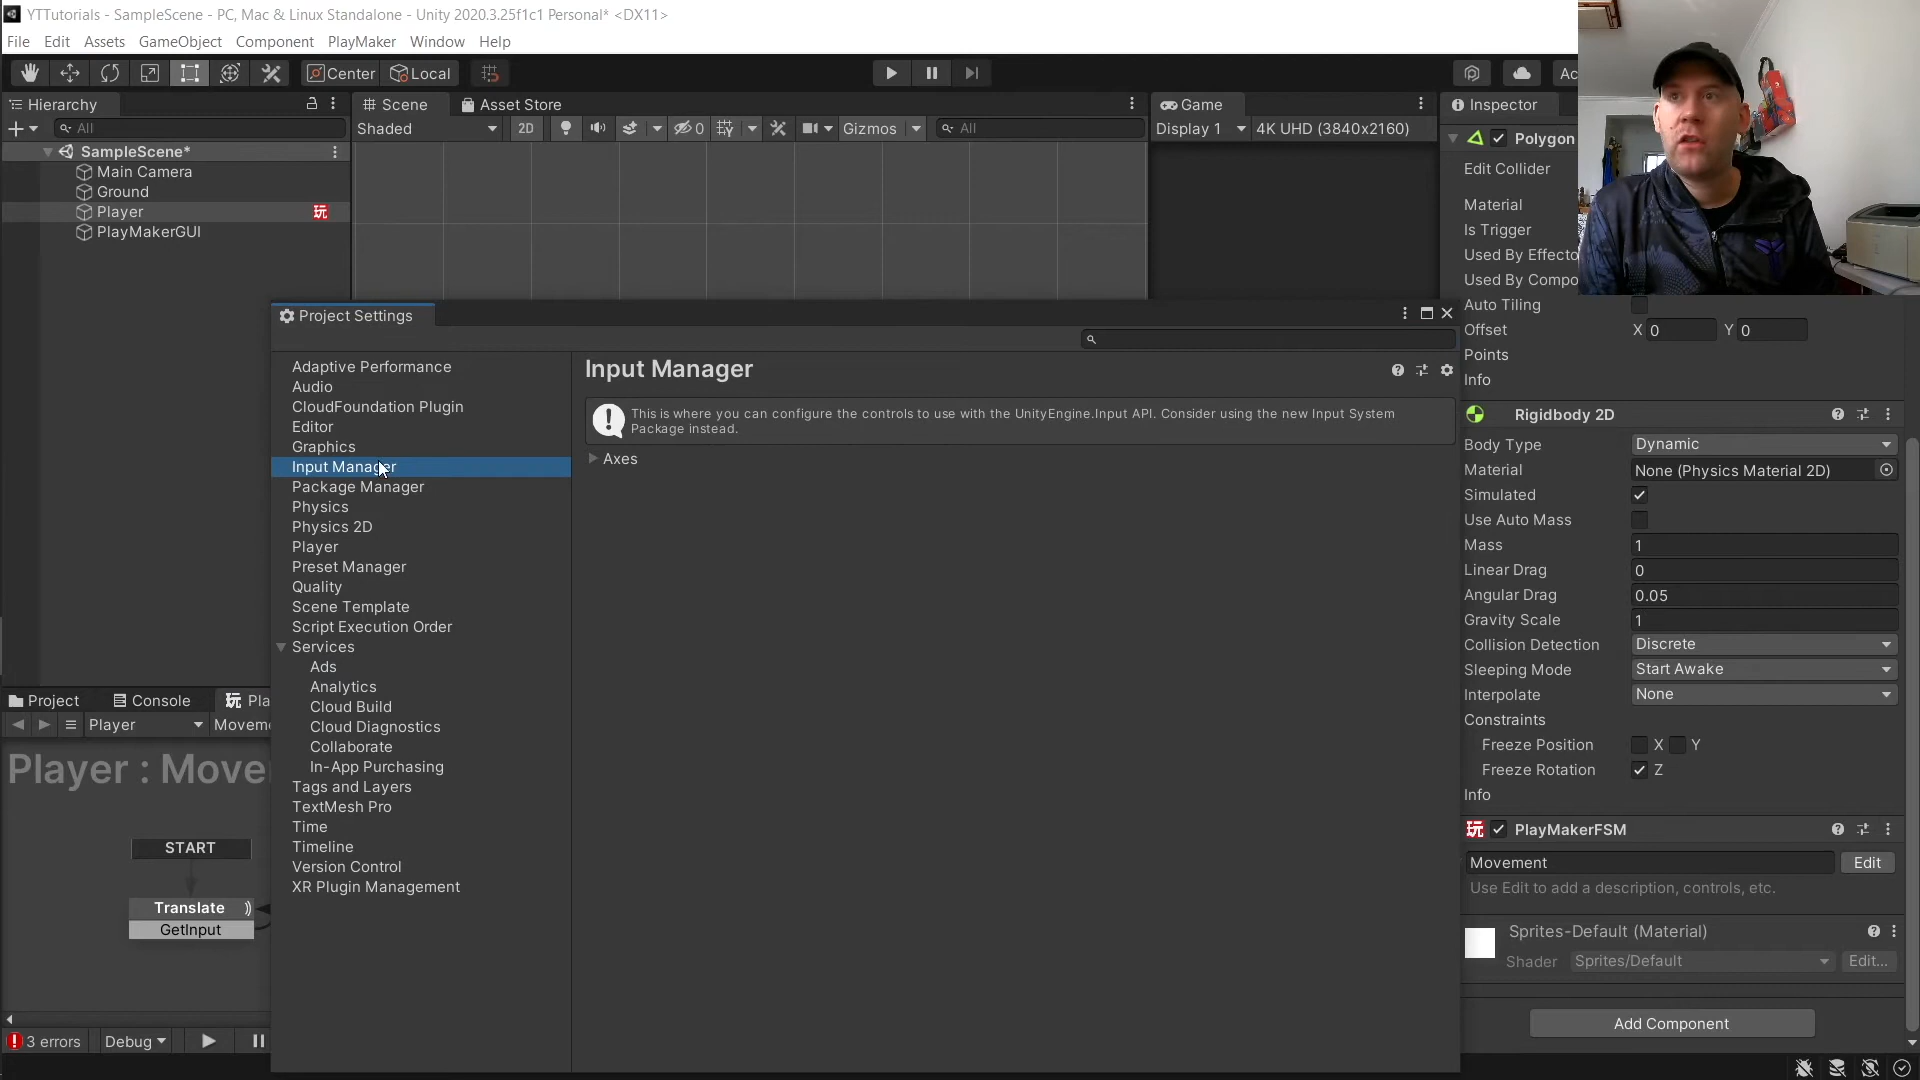 YTTutorials - SampleScene - PC, Mac & Linux Standalone - Unity 2020.3.25f1c1 Personal* <DX11>
File Edit Assets GameObject Component PlayMaker Window Help
Center Local
Hierarchy
All
SampleScene*
Main Camera
Ground
Player
玩
PlayMakerGUI
Scene Asset Store
Shaded 2D 0 Gizmos All
Game
Display 1 4K UHD (3840x2160)
Inspector
Polygon
Edit Collider
Material
Is Trigger
Used By Effecto
Used By Compo
Auto Tiling
Offset X 0 Y 0
Points
Info
Rigidbody 2D
Body Type Dynamic
Material None (Physics Material 2D)
Simulated
Use Auto Mass
Mass 1
Linear Drag 0
Angular Drag 0.05
Gravity Scale 1
Collision Detection Discrete
Sleeping Mode Start Awake
Interpolate None
Constraints
Freeze Position X Y
Freeze Rotation Z
Info
玩 PlayMakerFSM
Movement Edit
Use Edit to add a description, controls, etc.
Sprites-Default (Material)
Shader Sprites/Default Edit...
Add Component
Project Settings
Adaptive Performance
Audio
CloudFoundation Plugin
Editor
Graphics
Input Manager
Package Manager
Physics
Physics 2D
Player
Preset Manager
Quality
Scene Template
Script Execution Order
Services
Ads
Analytics
Cloud Build
Cloud Diagnostics
Collaborate
In-App Purchasing
Tags and Layers
TextMesh Pro
Time
Timeline
Version Control
XR Plugin Management
Input Manager
This is where you can configure the controls to use with the UnityEngine.Input API. Consider using the new Input System
Package instead.
Axes
Project Console 玩 Pla
Player Movem
Player : Move
START
Translate
GetInput
3 errors Debug